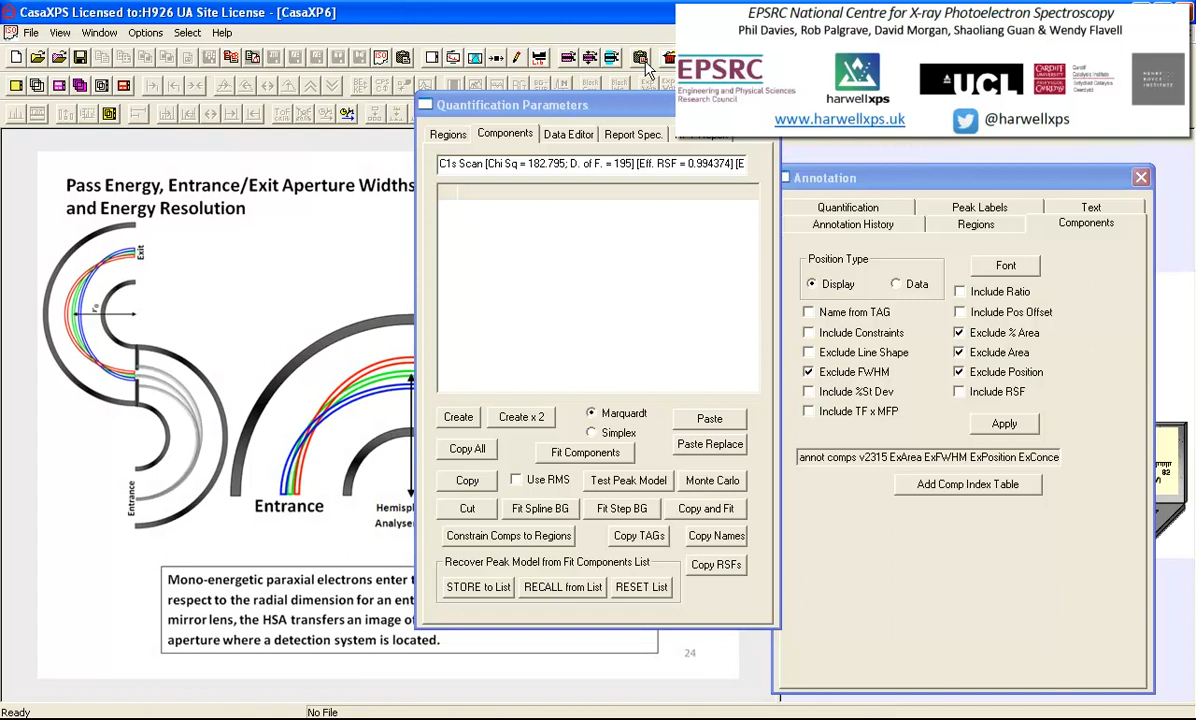 CasaXPS Licensed to:H926 UA Site License - [CasaXP6]
File View Window Options Select Help
EPSRC National Centre for X-ray Photoelectron Spectroscopy
Phil Davies, Rob Palgrave, David Morgan, Shaoliang Guan & Wendy Flavell
EPSRC
Engineering and Physical Sciences
Research Council
harwellxps
UCL
CARDIFF
www.harwellxps.uk
@harwellxps
Quantification Parameters
Regions Components Data Editor Report Spec.
C1s Scan [Chi Sq = 182.795; D. of F. = 195] [Eff. RSF = 0.994374] [E
Create Create x 2 Marquardt Paste
Simplex
Copy All Fit Components Paste Replace
Copy Use RMS Test Peak Model Monte Carlo
Cut Fit Spline BG Fit Step BG Copy and Fit
Constrain Comps to Regions Copy TAGs Copy Names
Recover Peak Model from Fit Components List Copy RSFs
STORE to List RECALL from List RESET List
Annotation
Quantification Peak Labels Text
Annotation History Regions Components
Position Type Font
Display Data Include Ratio
Name from TAG Include Pos Offset
Include Constraints Exclude % Area
Exclude Line Shape Exclude Area
Exclude FWHM Exclude Position
Include %St Dev Include RSF
Include TF x MFP
Apply
annot comps v2315 ExArea ExFWHM ExPosition ExConce
Add Comp Index Table
Pass Energy, Entrance/Exit Aperture Widths
and Energy Resolution
Exit
Entrance
Entrance
Hemisp
Analyser
Mono-energetic paraxial electrons enter t
respect to the radial dimension for an ent
mirror lens, the HSA transfers an image of
aperture where a detection system is located.
24
Ready No File